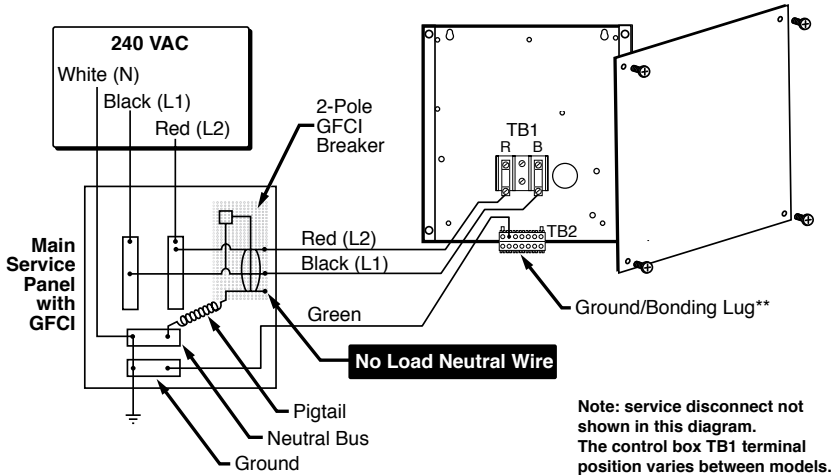 240 VAC
White (N)
Black (L1)
Red (L2)
2-Pole
GFCI
Breaker
TB1
R B
TB2
Main
Service
Panel
with
GFCI
Red (L2)
Black (L1)
Green
Ground/Bonding Lug**
No Load Neutral Wire
Pigtail
Neutral Bus
Ground
Note: service disconnect not
shown in this diagram.
The control box TB1 terminal
position varies between models.